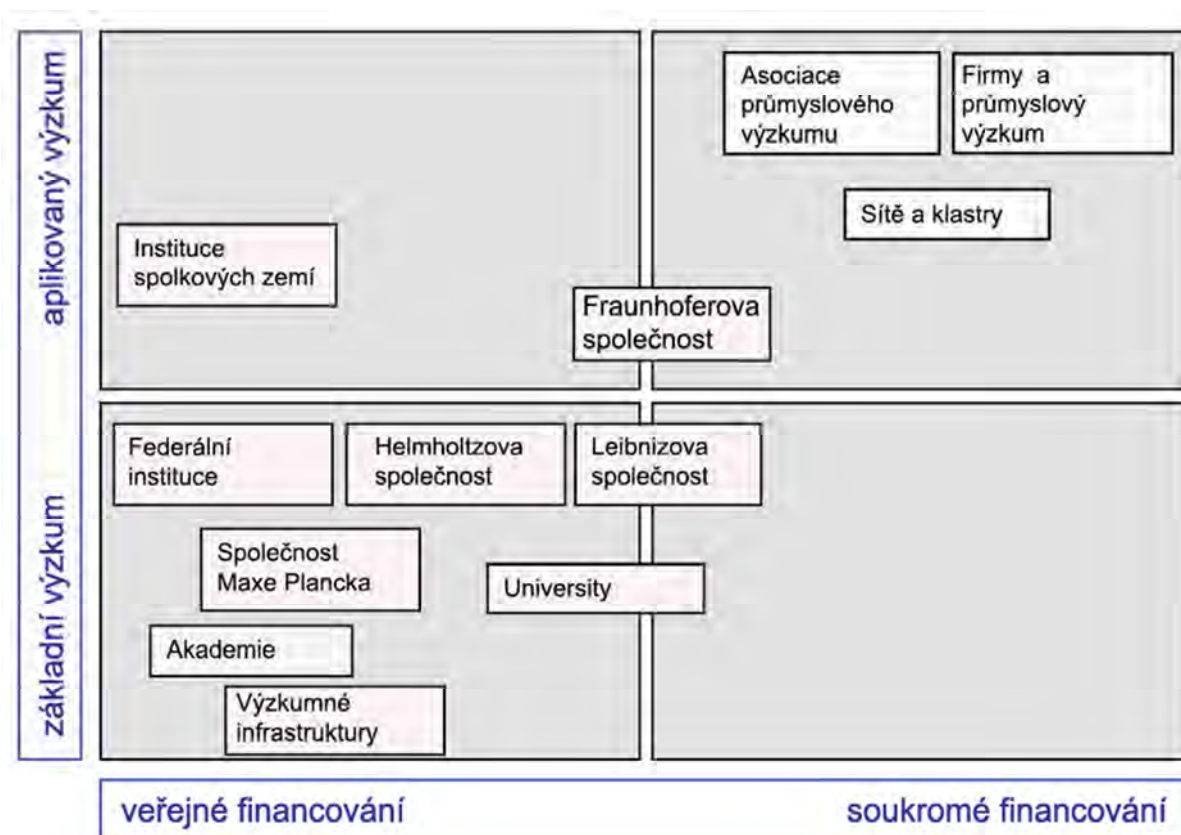 aplikovaný výzkum
základní výzkum
Asociace
průmyslového
výzkumu
Firmy a
průmyslový
výzkum
Sítě a klastry
Instituce
spolkových zemí
Fraunhoferova
společnost
Federální
instituce
Helmholtzova
společnost
Leibnizova
společnost
Společnost
Maxe Plancka
University
Akademie
Výzkumné
infrastruktury
veřejné financování
soukromé financování